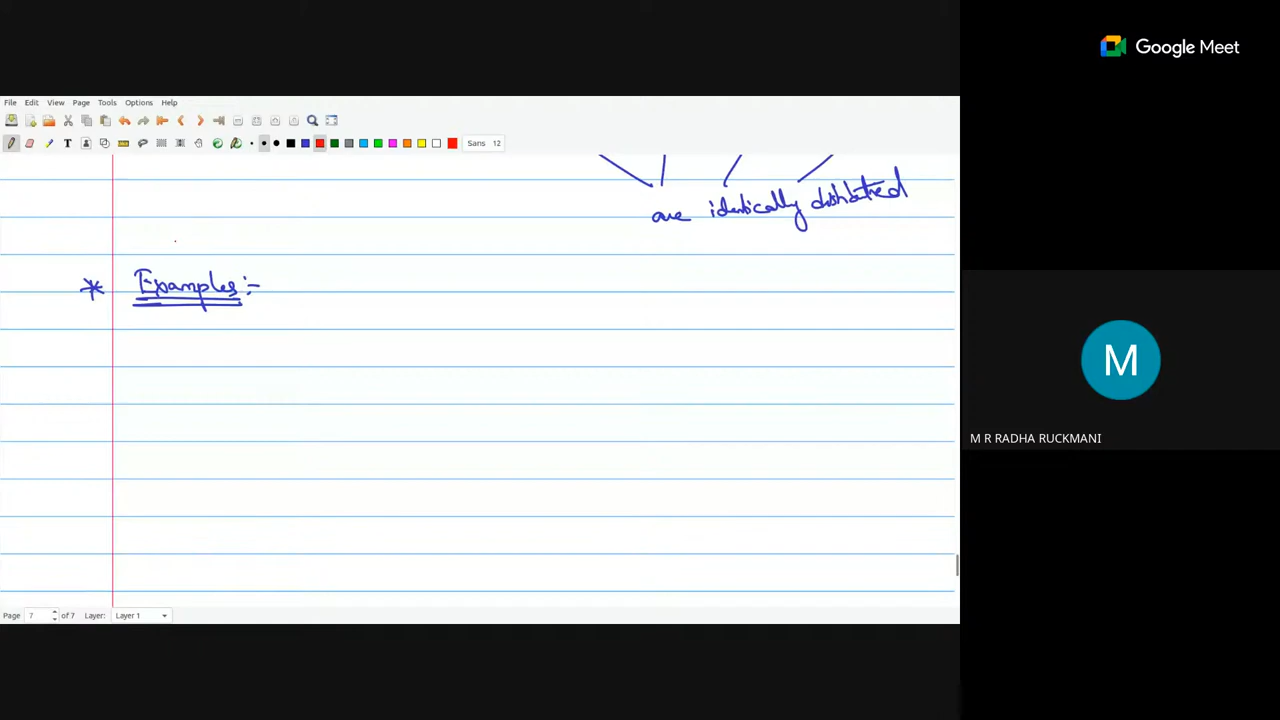 Google Meet
File Edit View Page Tools Options Help
Sans 12
are identically distributed
* Examples :-
M
M R RADHA RUCKMANI
Page 7 of 7 Layer: Layer 1